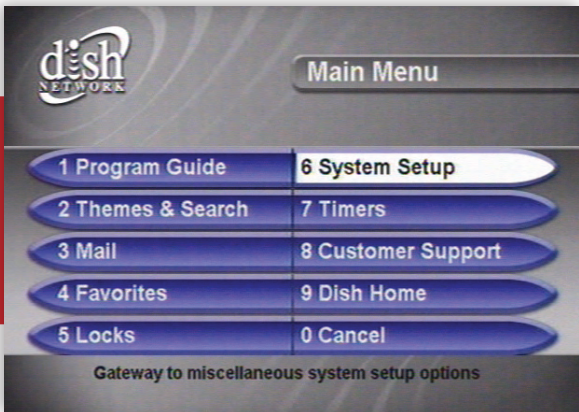 dish
NETWORK
Main Menu
1 Program Guide
6 System Setup
2 Themes & Search
7 Timers
3 Mail
8 Customer Support
4 Favorites
9 Dish Home
5 Locks
0 Cancel
Gateway to miscellaneous system setup options